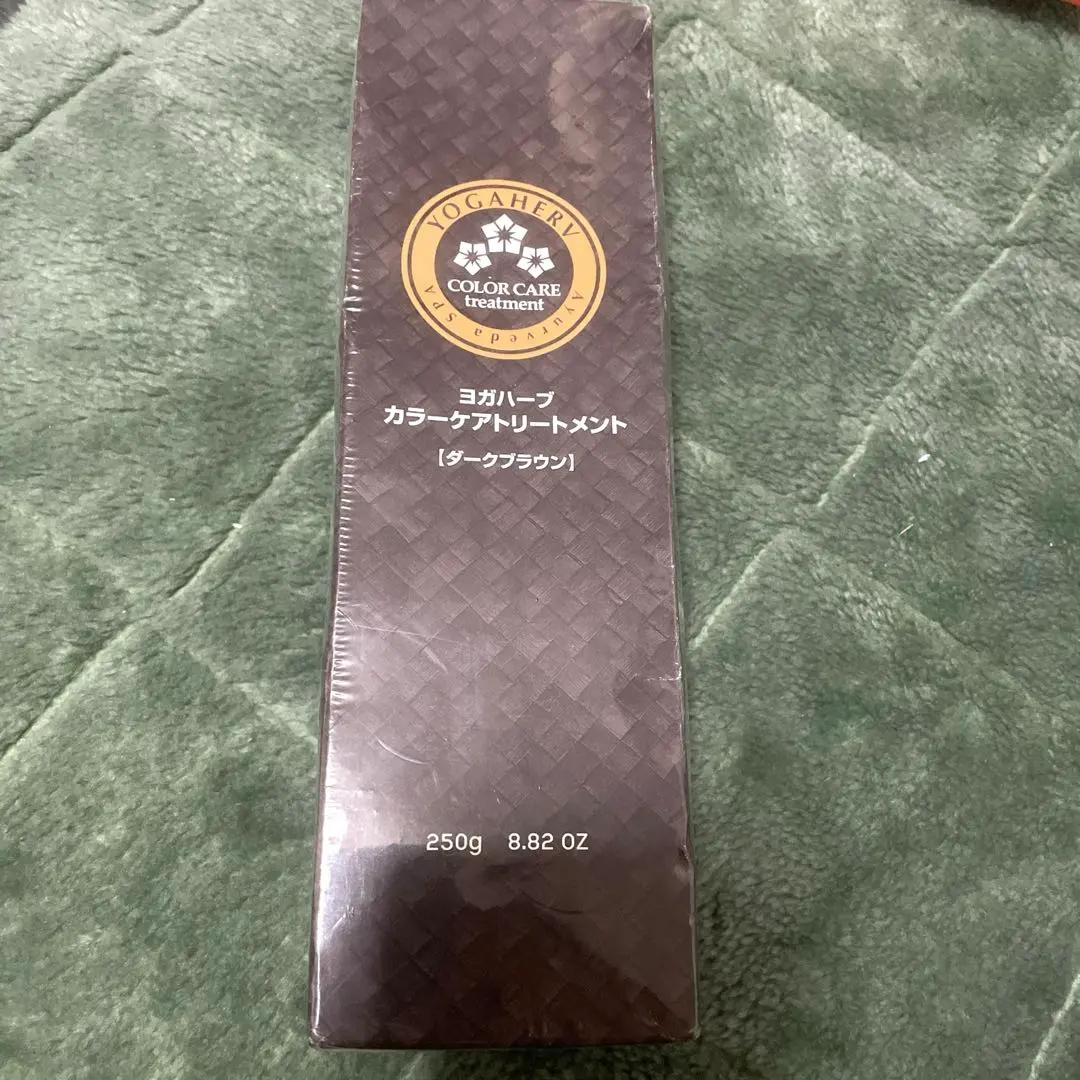 YOGAHERV
COLOR CARE
treatment
Ayurveda SPA
ヨガハーブ
カラーケアトリートメント
【ダークブラウン】
250g 8.82 OZ